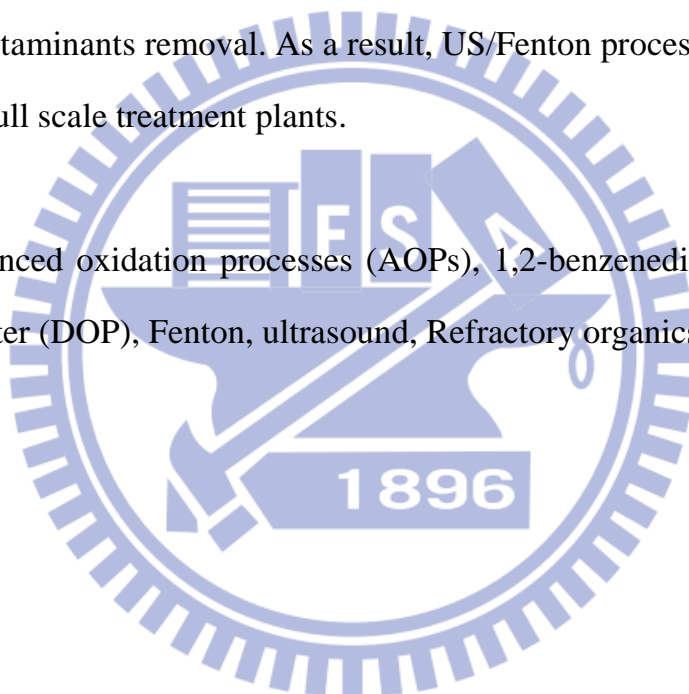 taminants removal. As a result, US/Fenton proces
ull scale treatment plants.
E S A
nced oxidation processes (AOPs), 1,2-benzenedi
ter (DOP), Fenton, ultrasound, Refractory organics
1896